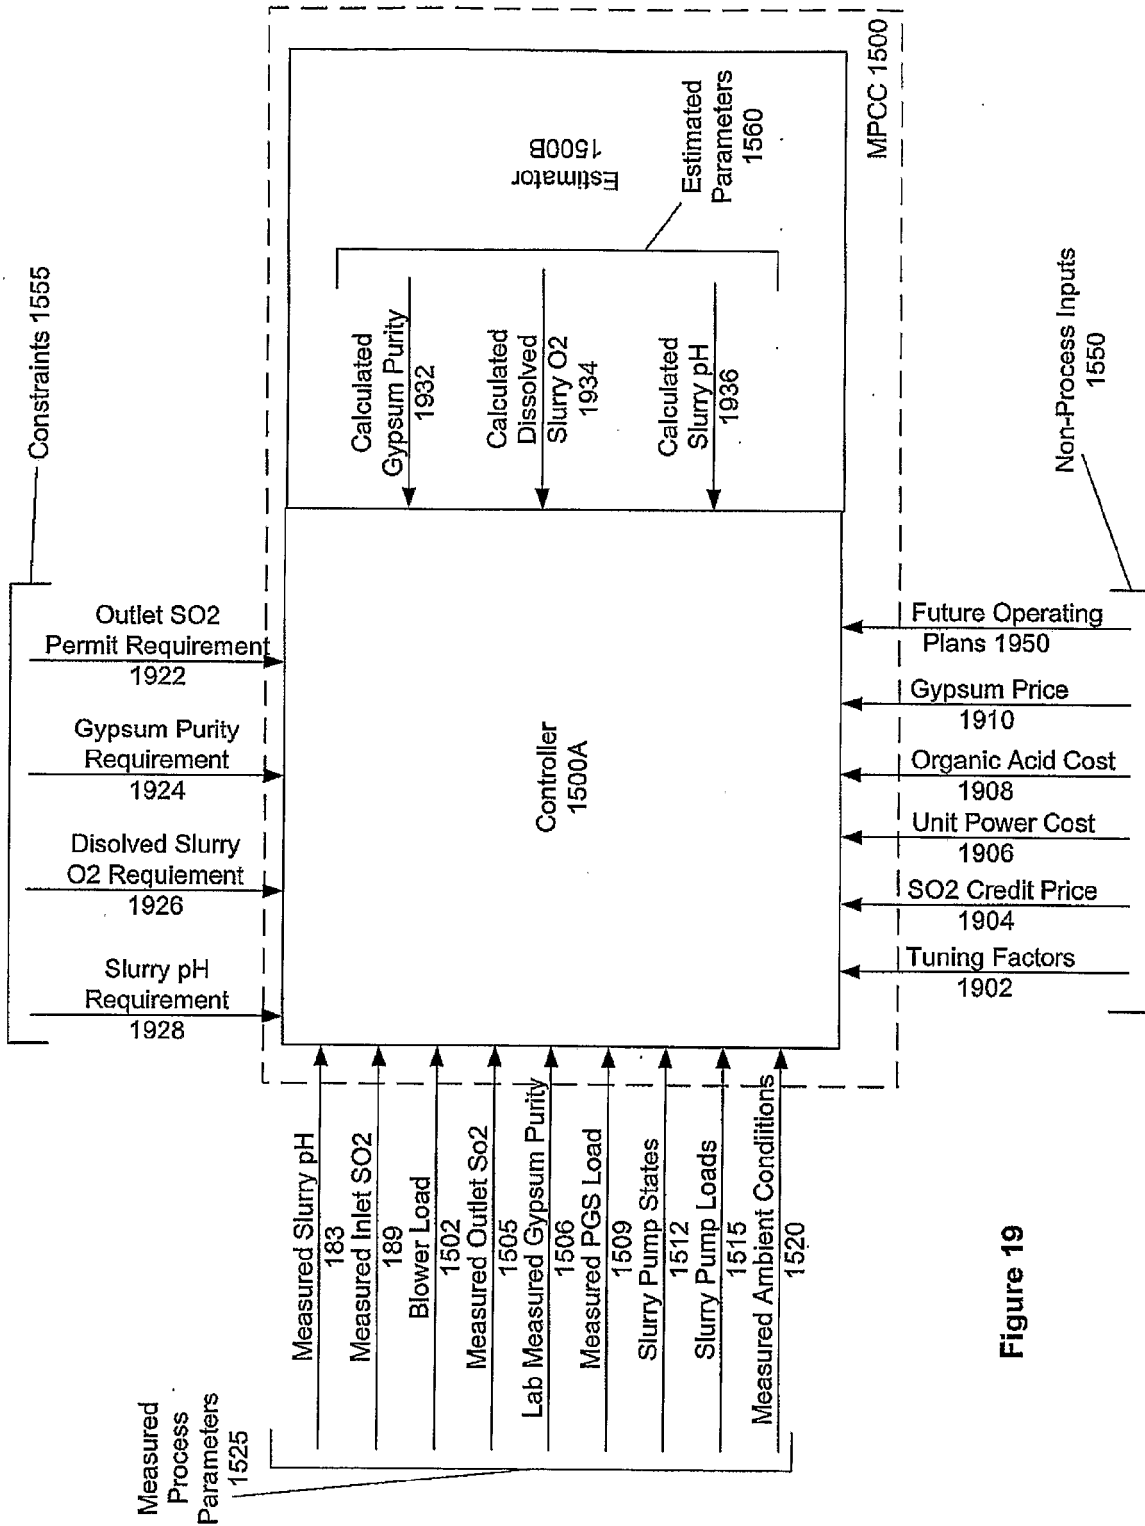 Constraints 1555
Outlet SO2
Permit Requirement
1922
Gypsum Purity
Requirement
1924
Disolved Slurry
O2 Requiement
1926
Slurry pH
Requirement
1928
Measured
Process
Parameters
1525
Measured Slurry pH
183
Measured Inlet SO2
189
Blower Load
1502
Measured Outlet So2
1505
Lab Measured Gypsum Purity
1506
Measured PGS Load
1509
Slurry Pump States
1512
Slurry Pump Loads
1515
Measured Ambient Condiitions
1520
Controller
1500A
Calculated
Gypsum Purity
1932
Calculated
Dissolved
Slurry O2
1934
Calculated
Slurry pH
1936
Estimator
1500B
Estimated
Parameters
1560
MPCC 1500
Future Operating
Plans 1950
Gypsum Price
1910
Organic Acid Cost
1908
Unit Power Cost
1906
SO2 Credit Price
1904
Tuning Factors
1902
Non-Process Inputs
1550
Figure 19